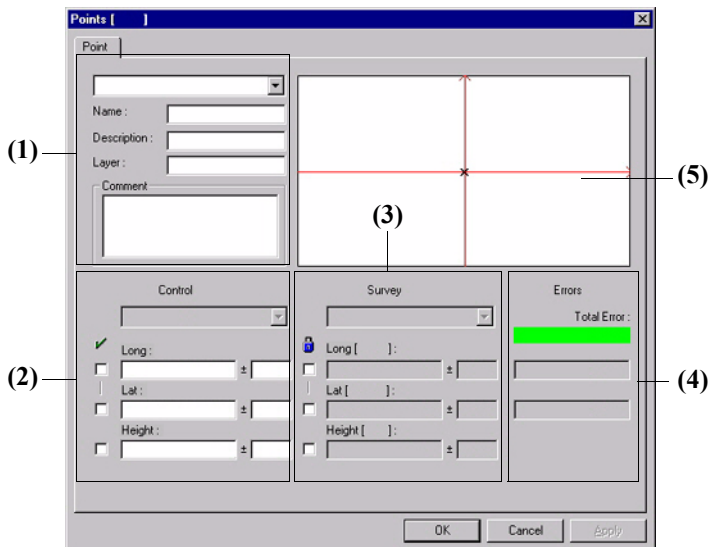 Points [ ]
Point
Name :
Description :
Layer :
Comment
(1)
(5)
(3)
Control
Long :
±
Lat :
±
Height :
±
(2)
Survey
Long [ ] :
±
Lat [ ] :
±
Height [ ] :
±
Errors
Total Error :
(4)
OK
Cancel
Apply